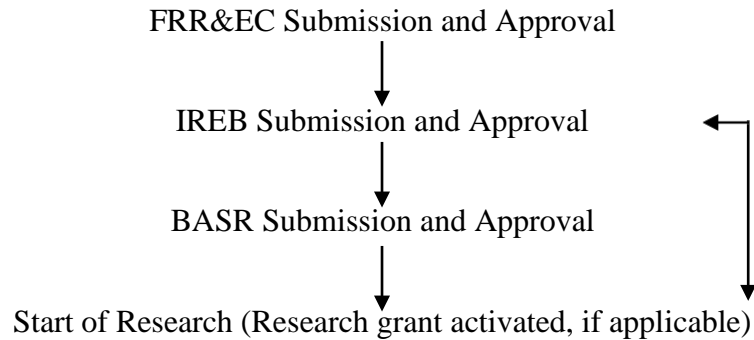 FRR&EC Submission and Approval
IREB Submission and Approval
BASR Submission and Approval
Start of Research (Research grant activated, if applicable)